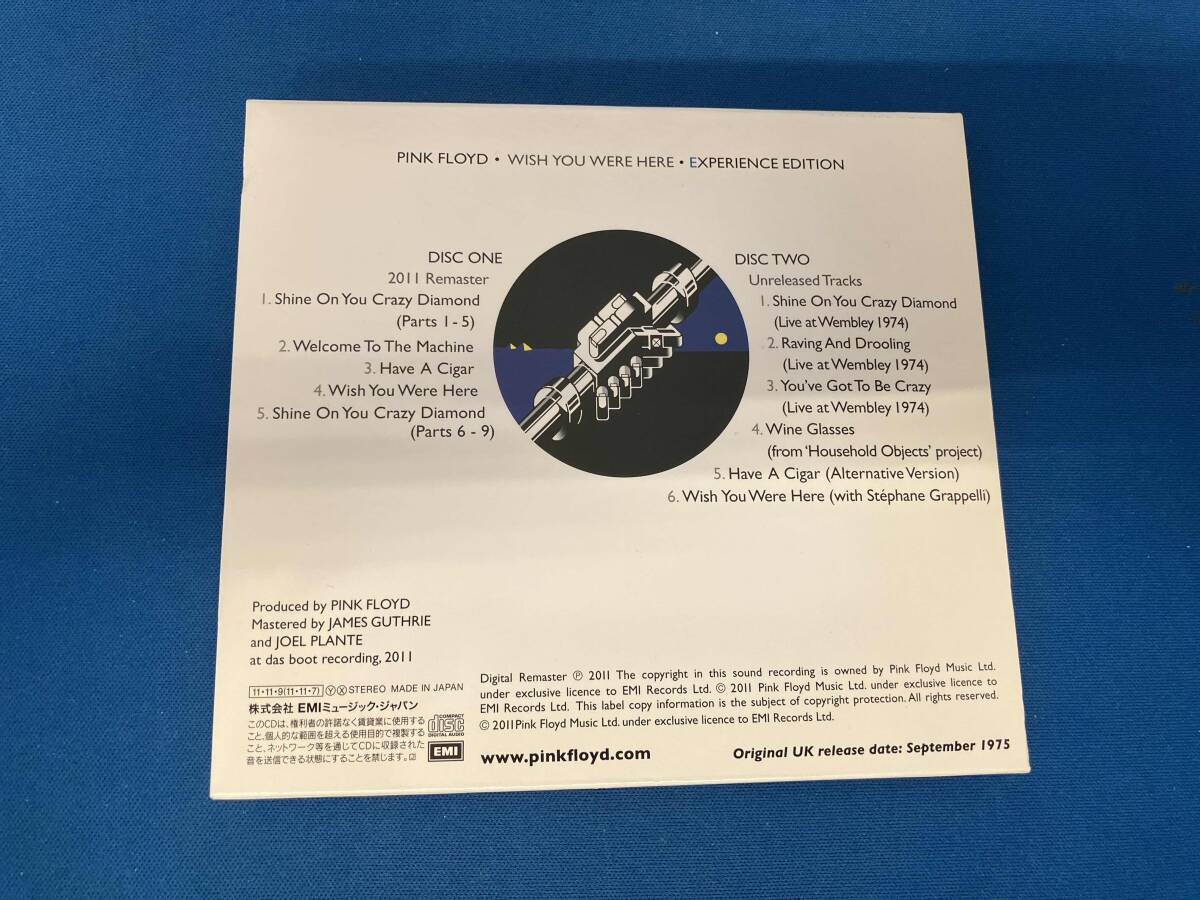 PINK FLOYD • WISH YOU WERE HERE • EXPERIENCE EDITION
DISC ONE
2011 Remaster
1. Shine On You Crazy Diamond
(Parts 1 - 5)
2. Welcome To The Machine
3. Have A Cigar
4. Wish You Were Here
5. Shine On You Crazy Diamond
(Parts 6 - 9)
DISC TWO
Unreleased Tracks
1. Shine On You Crazy Diamond
(Live at Wembley 1974)
2. Raving And Drooling
(Live at Wembley 1974)
3. You've Got To Be Crazy
(Live at Wembley 1974)
4. Wine Glasses
(from 'Household Objects' project)
5. Have A Cigar (Alternative Version)
6. Wish You Were Here (with Stéphane Grappelli)
Produced by PINK FLOYD
Mastered by JAMES GUTHRIE
and JOEL PLANTE
at das boot recording, 2011
11・11・9(11・11・7) Ⓨ Ⓧ STEREO MADE IN JAPAN
株式会社 EMIミュージック・ジャパン
このCDは、権利者の許諾なく賃貸業に使用する
こと、個人的な範囲を超える使用目的で複製する
こと、ネットワーク等を通じてCDに収録された
音を送信できる状態にすることを禁じます。⑵
COMPACT
disc
DIGITAL AUDIO
EMI
Digital Remaster ℗ 2011 The copyright in this sound recording is owned by Pink Floyd Music Ltd.
under exclusive licence to EMI Records Ltd. © 2011 Pink Floyd Music Ltd. under exclusive licence to
EMI Records Ltd. This label copy information is the subject of copyright protection. All rights reserved.
© 2011Pink Floyd Music Ltd. under exclusive licence to EMI Records Ltd.
www.pinkfloyd.com
Original UK release date: September 1975